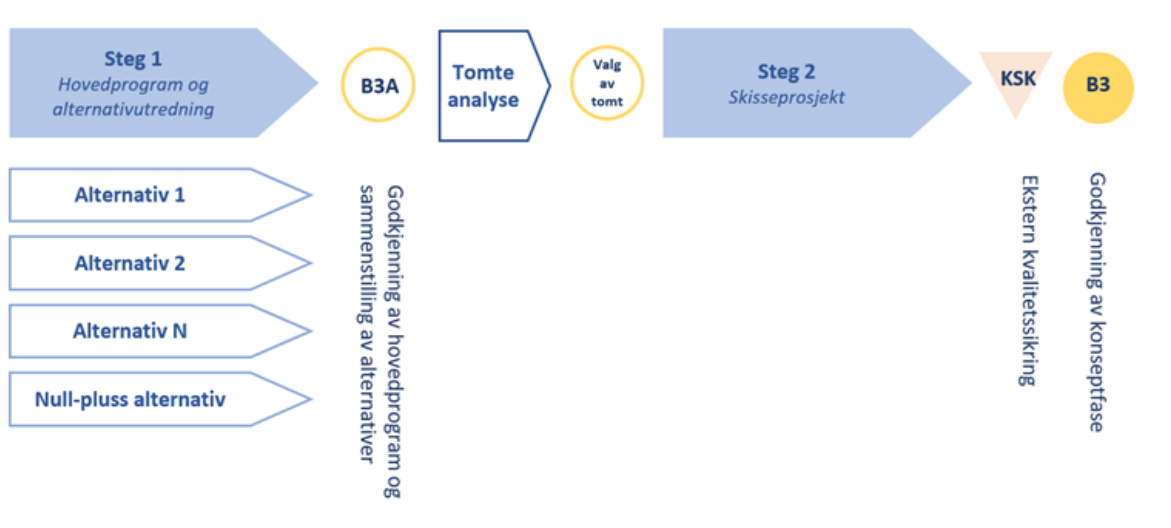 Steg 1
Hovedprogram og
alternativutredning
B3A
Tomte
analyse
Valg
av
tomt
Steg 2
Skisseprosjekt
KSK
B3
Alternativ 1
Alternativ 2
Alternativ N
Null-pluss alternativ
Godkjenning av hovedprogram og
sammenstilling av alternativer
Ekstern kvalitetssikring
Godkjenning av konseptfase